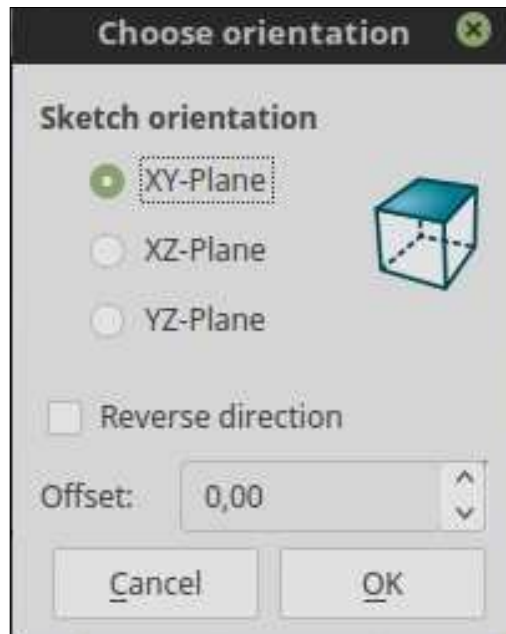 Choose orientation
Sketch orientation
XY-Plane
XZ-Plane
YZ-Plane
Reverse direction
Offset: 0,00
Cancel OK